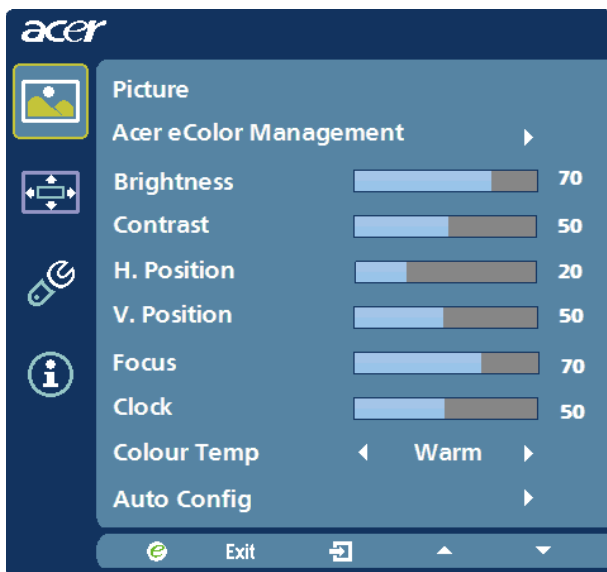 acer
Picture
Acer eColor Management
Brightness 70
Contrast 50
H. Position 20
V. Position 50
Focus 70
Clock 50
Colour Temp Warm
Auto Config
e Exit